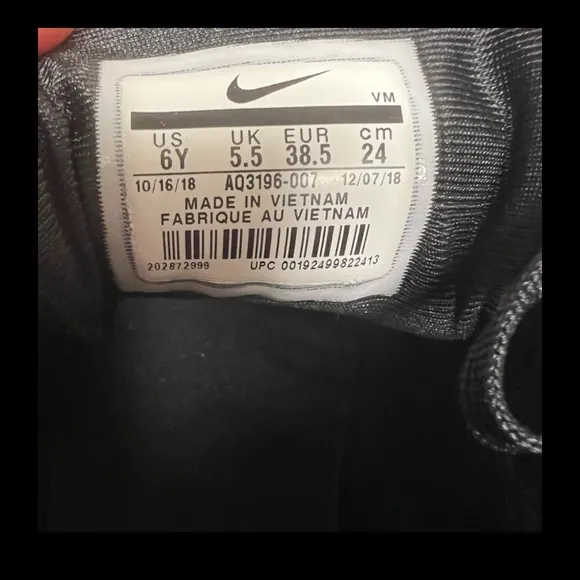 VM
US UK EUR cm
6Y 5.5 38.5 24
10/16/18 AQ3196-007 12/07/18
MADE IN VIETNAM
FABRIQUE AU VIETNAM
202872999 UPC 00192499822413